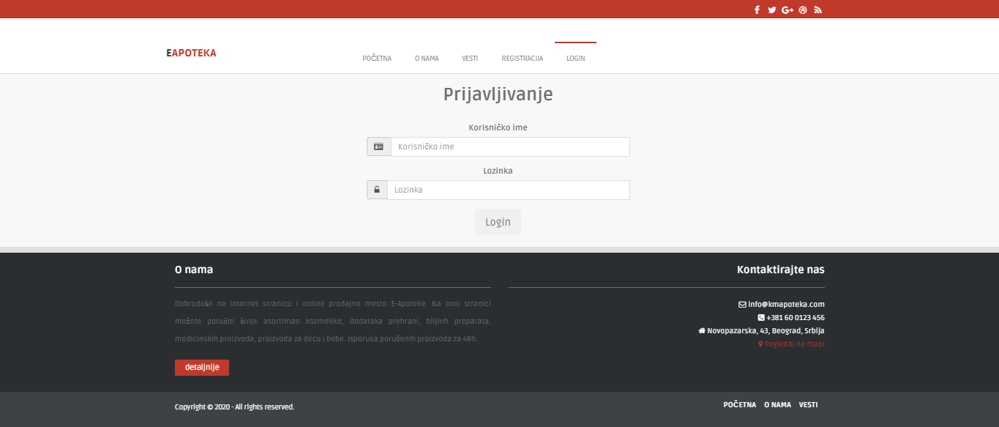 EAPOTEKA
POČETNA O NAMA VESTI REGISTRACIJA LOGIN
Prijavljivanje
Korisničko ime
Korisničko ime
Lozinka
Lozinka
Login
O nama
Dobrodošli na internet stranicu i online prodajno mesto E-Apoteke. Na ovoj stranici
možete poručiti širok asortiman kozmetike, dodataka prehrani, biljnih preparata,
medicinskih proizvoda, proizvoda za decu i bebe. Isporuka poručenih proizvoda za 48h.
detaljnije
Kontaktirajte nas
info@kmapoteka.com
+381 60 0123 456
Novopazarska, 43, Beograd, Srbija
Pogledaj na mapi
Copyright © 2020 - All rights reserved.
POČETNA O NAMA VESTI